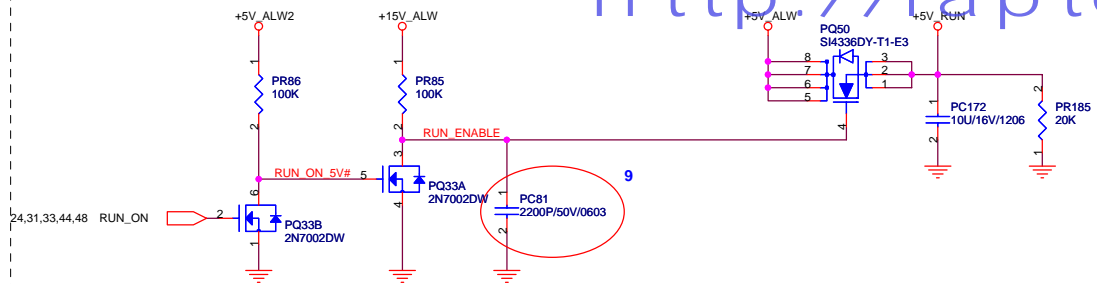 http://lapt
+5V_ALW2
+15V_ALW
+5V_ALW
+5V_RUN
PQ50
SI4336DY-T1-E3
8
7
6
5
3
2
1
4
1
PR86
100K
2
1
PR85
100K
2
RUN_ENABLE
1
PC172
10U/16V/1206
2
2
PR185
20K
1
RUN_ON_5V#
5
3
PQ33A
2N7002DW
4
1
PC81
2200P/50V/0603
2
9
24,31,33,44,48 RUN_ON
2
6
PQ33B
2N7002DW
1